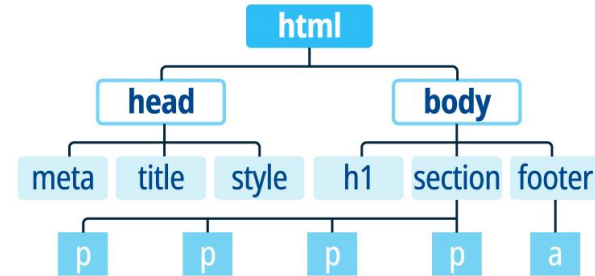 html
head body
meta title style h1 section footer
p p p p a